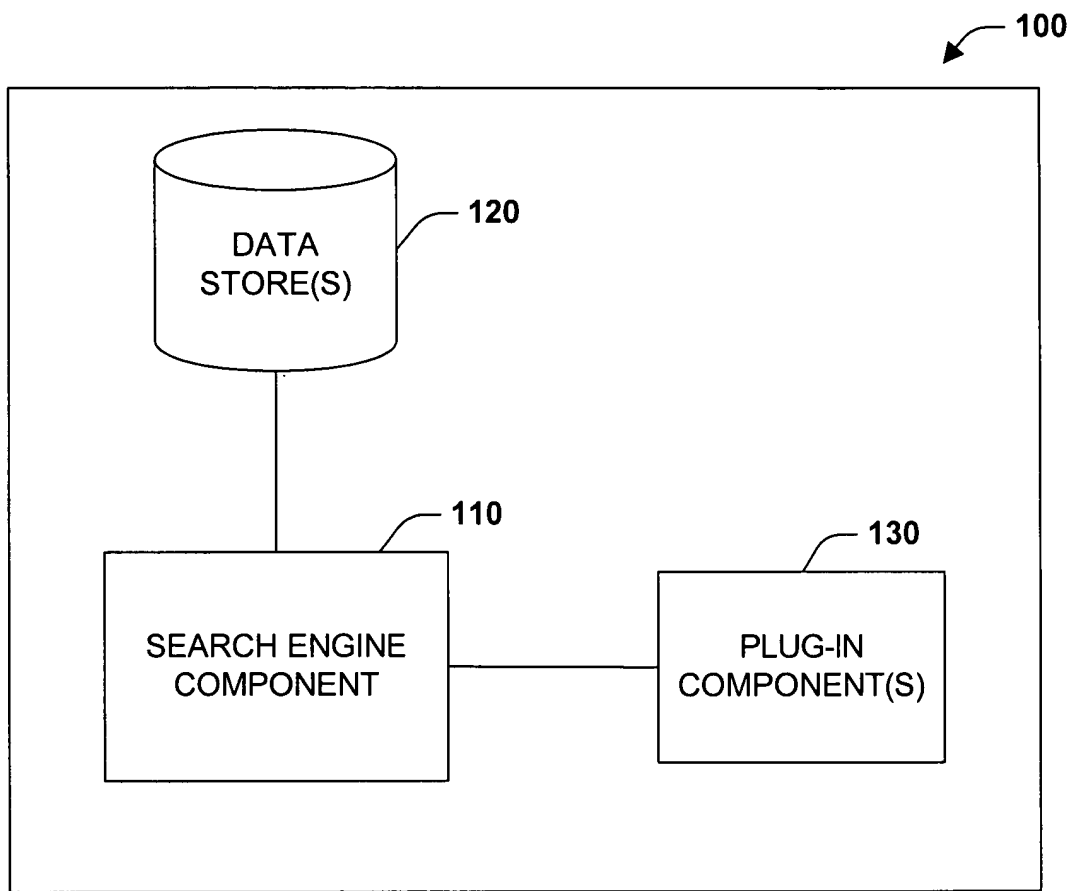 100
DATA
STORE(S)
120
110
SEARCH ENGINE
COMPONENT
130
PLUG-IN
COMPONENT(S)